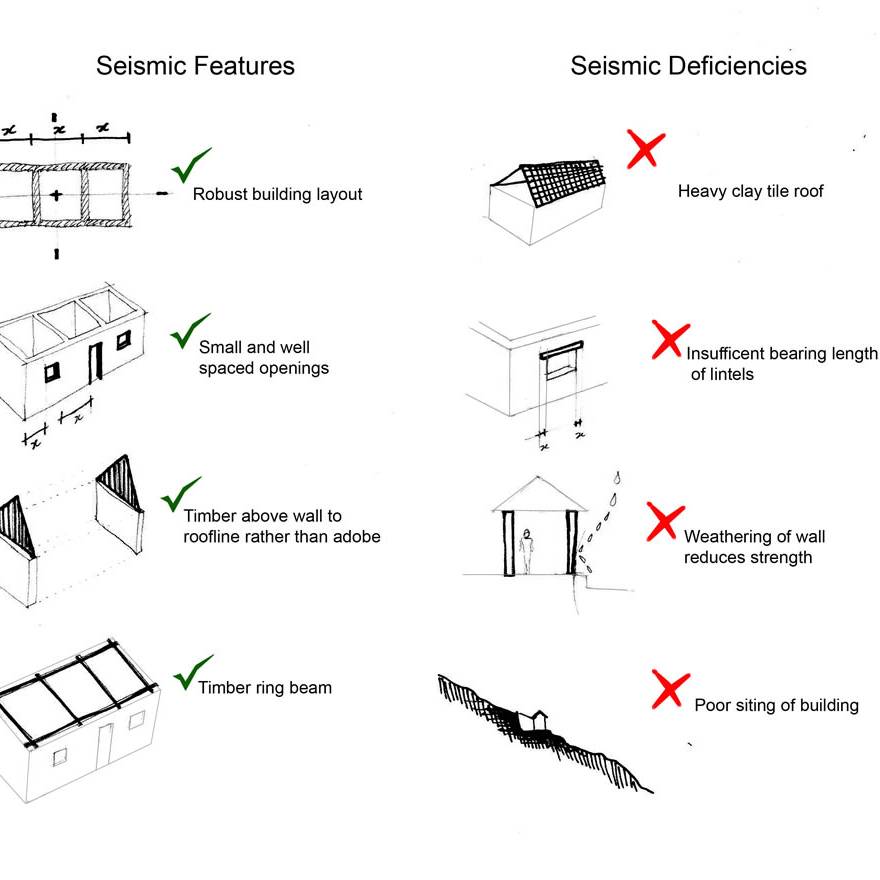 Seismic Features
x x x
Robust building layout
Small and well
spaced openings
x x
Timber above wall to
roofline rather than adobe
Timber ring beam
Seismic Deficiencies
Heavy clay tile roof
Insufficent bearing length
of lintels
x x
Weathering of wall
reduces strength
Poor siting of building